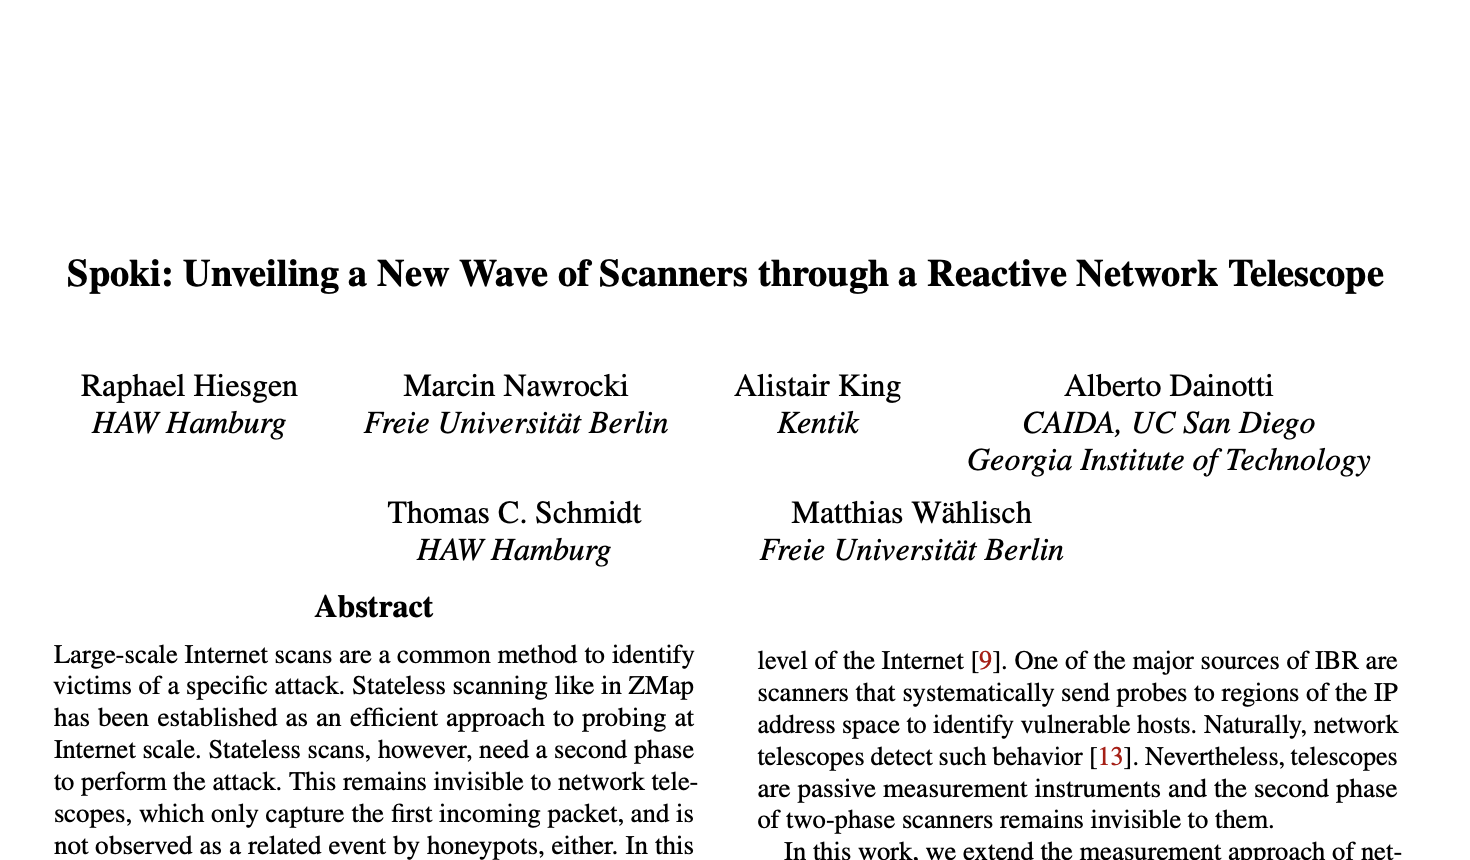 Spoki: Unveiling a New Wave of Scanners through a Reactive Network Telescope
Raphael Hiesgen
HAW Hamburg
Marcin Nawrocki
Freie Universität Berlin
Alistair King
Kentik
Alberto Dainotti
CAIDA, UC San Diego
Georgia Institute of Technology
Thomas C. Schmidt
HAW Hamburg
Matthias Wählisch
Freie Universität Berlin
Abstract
Large-scale Internet scans are a common method to identify
victims of a specific attack. Stateless scanning like in ZMap
has been established as an efficient approach to probing at
Internet scale. Stateless scans, however, need a second phase
to perform the attack. This remains invisible to network tele-
scopes, which only capture the first incoming packet, and is
not observed as a related event by honeypots, either. In this
level of the Internet [9]. One of the major sources of IBR are
scanners that systematically send probes to regions of the IP
address space to identify vulnerable hosts. Naturally, network
telescopes detect such behavior [13]. Nevertheless, telescopes
are passive measurement instruments and the second phase
of two-phase scanners remains invisible to them.
In this work, we extend the measurement approach of net-